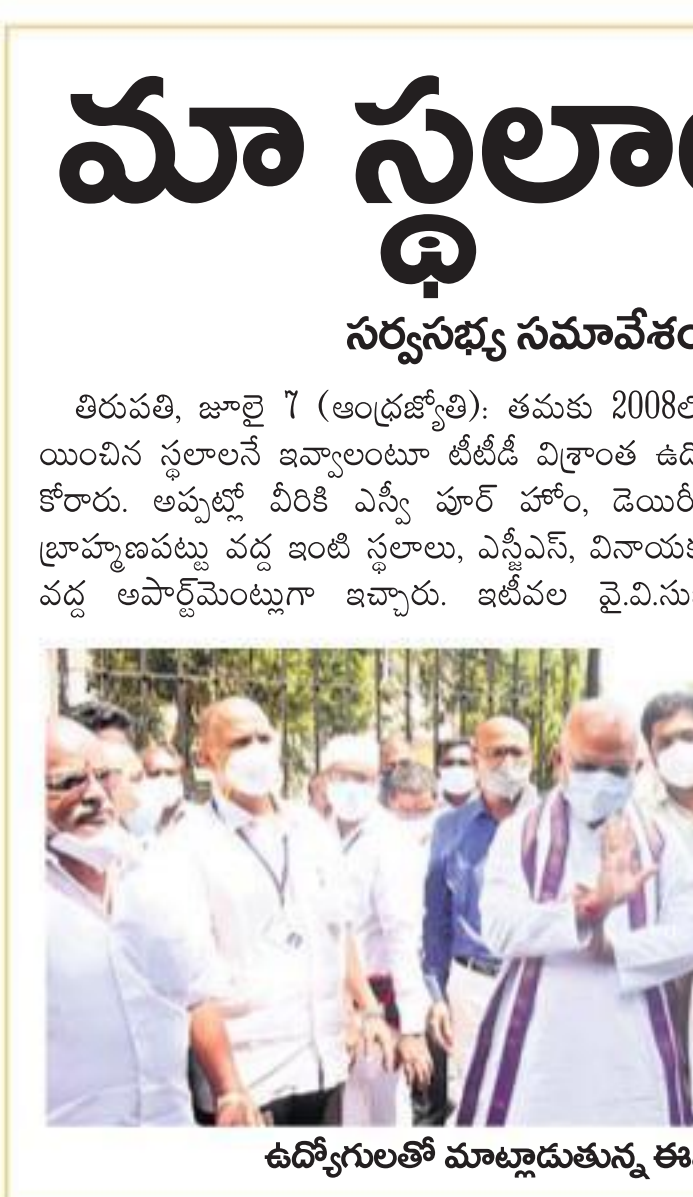 మా స్థలా
సర్వసభ్య సమావేశం
తిరుపతి, జూలై 7 (ఆంధ్రజ్యోతి): తమకు 2008లో
యించిన స్థలాలనే ఇవ్వాలంటూ టీటీడీ విశ్రాంత
కోరారు. అప్పట్లో వీరికి ఎస్వీ పూర్ హోం, డెయిరీ
బ్రాహ్మణపట్టు వద్ద ఇంటి స్థలాలు, ఎస్జీఎస్, వినాయక
వద్ద అపార్ట్‌మెంట్లుగా ఇచ్చారు. ఇటీవల వై.వి.సు
ఉద్యోగులతో మాట్లాడుతున్న ఈ